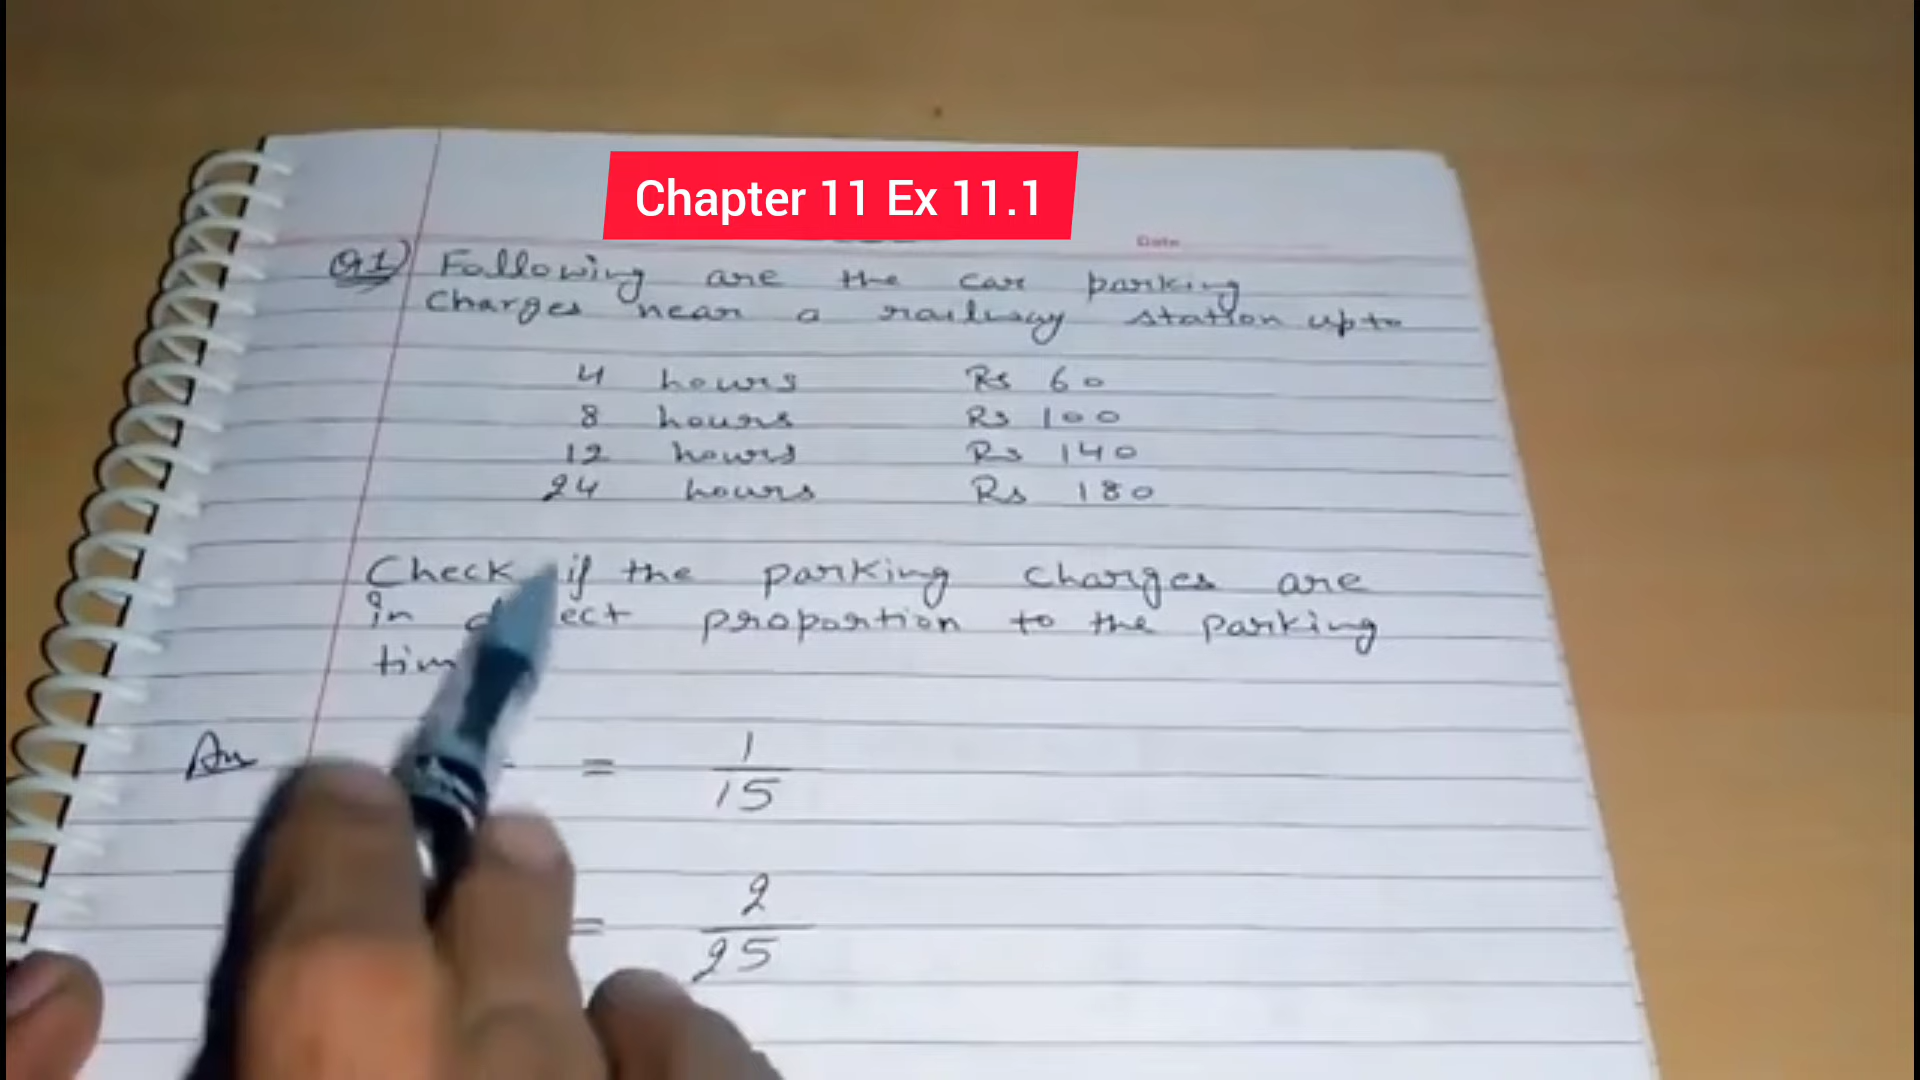 Chapter 11 Ex 11.1
Date
Q1) Following are the car parking
charges near a railway station upto
4 hours Rs 60
8 hours Rs 100
12 hours Rs 140
24 hours Rs 180
Check if the parking charges are
in proportion to the parking
Ans = 1/15
= 2/25